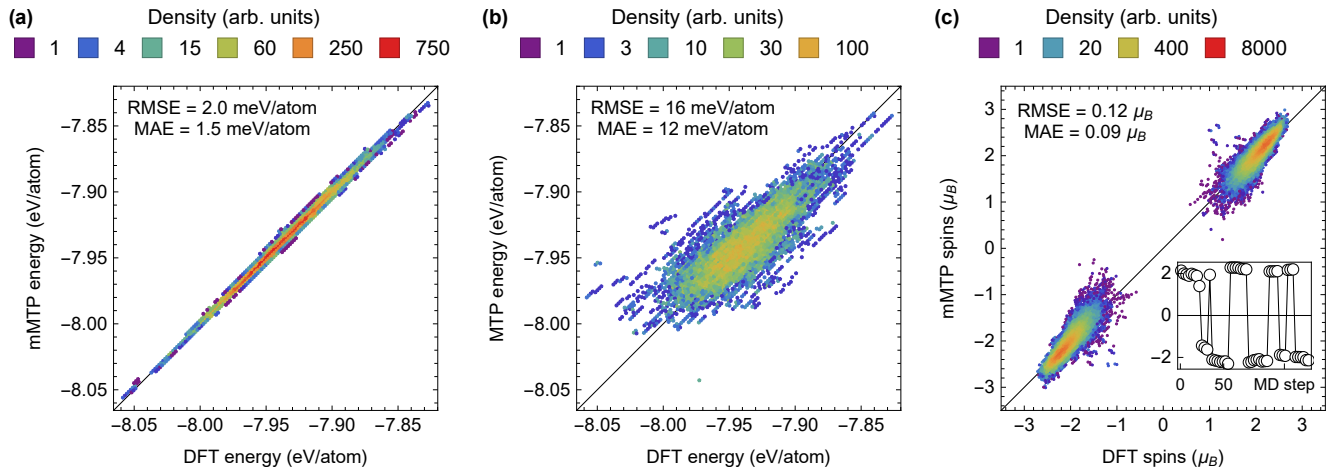 (a)
Density (arb. units)
1 4 15 60 250 750
RMSE = 2.0 meV/atom
MAE = 1.5 meV/atom
mMTP energy (eV/atom)
−7.85
−7.90
−7.95
−8.00
−8.05
−8.05 −8.00 −7.95 −7.90 −7.85
DFT energy (eV/atom)
(b)
Density (arb. units)
1 3 10 30 100
RMSE = 16 meV/atom
MAE = 12 meV/atom
MTP energy (eV/atom)
−7.85
−7.90
−7.95
−8.00
−8.05
−8.05 −8.00 −7.95 −7.90 −7.85
DFT energy (eV/atom)
(c)
Density (arb. units)
1 20 400 8000
RMSE = 0.12 μB
MAE = 0.09 μB
mMTP spins (μB)
3
2
1
0
−1
−2
−3
−3 −2 −1 0 1 2 3
DFT spins (μB)
2
0
−2
0 50 MD step